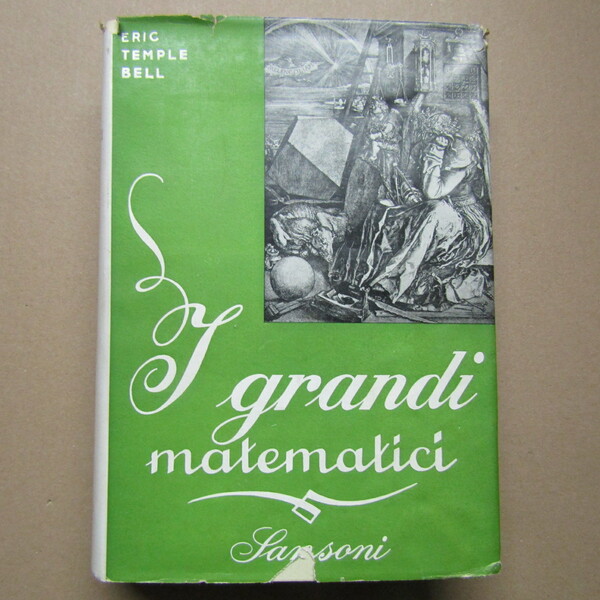 ERIC
TEMPLE
BELL
I grandi
matematici
Sansoni